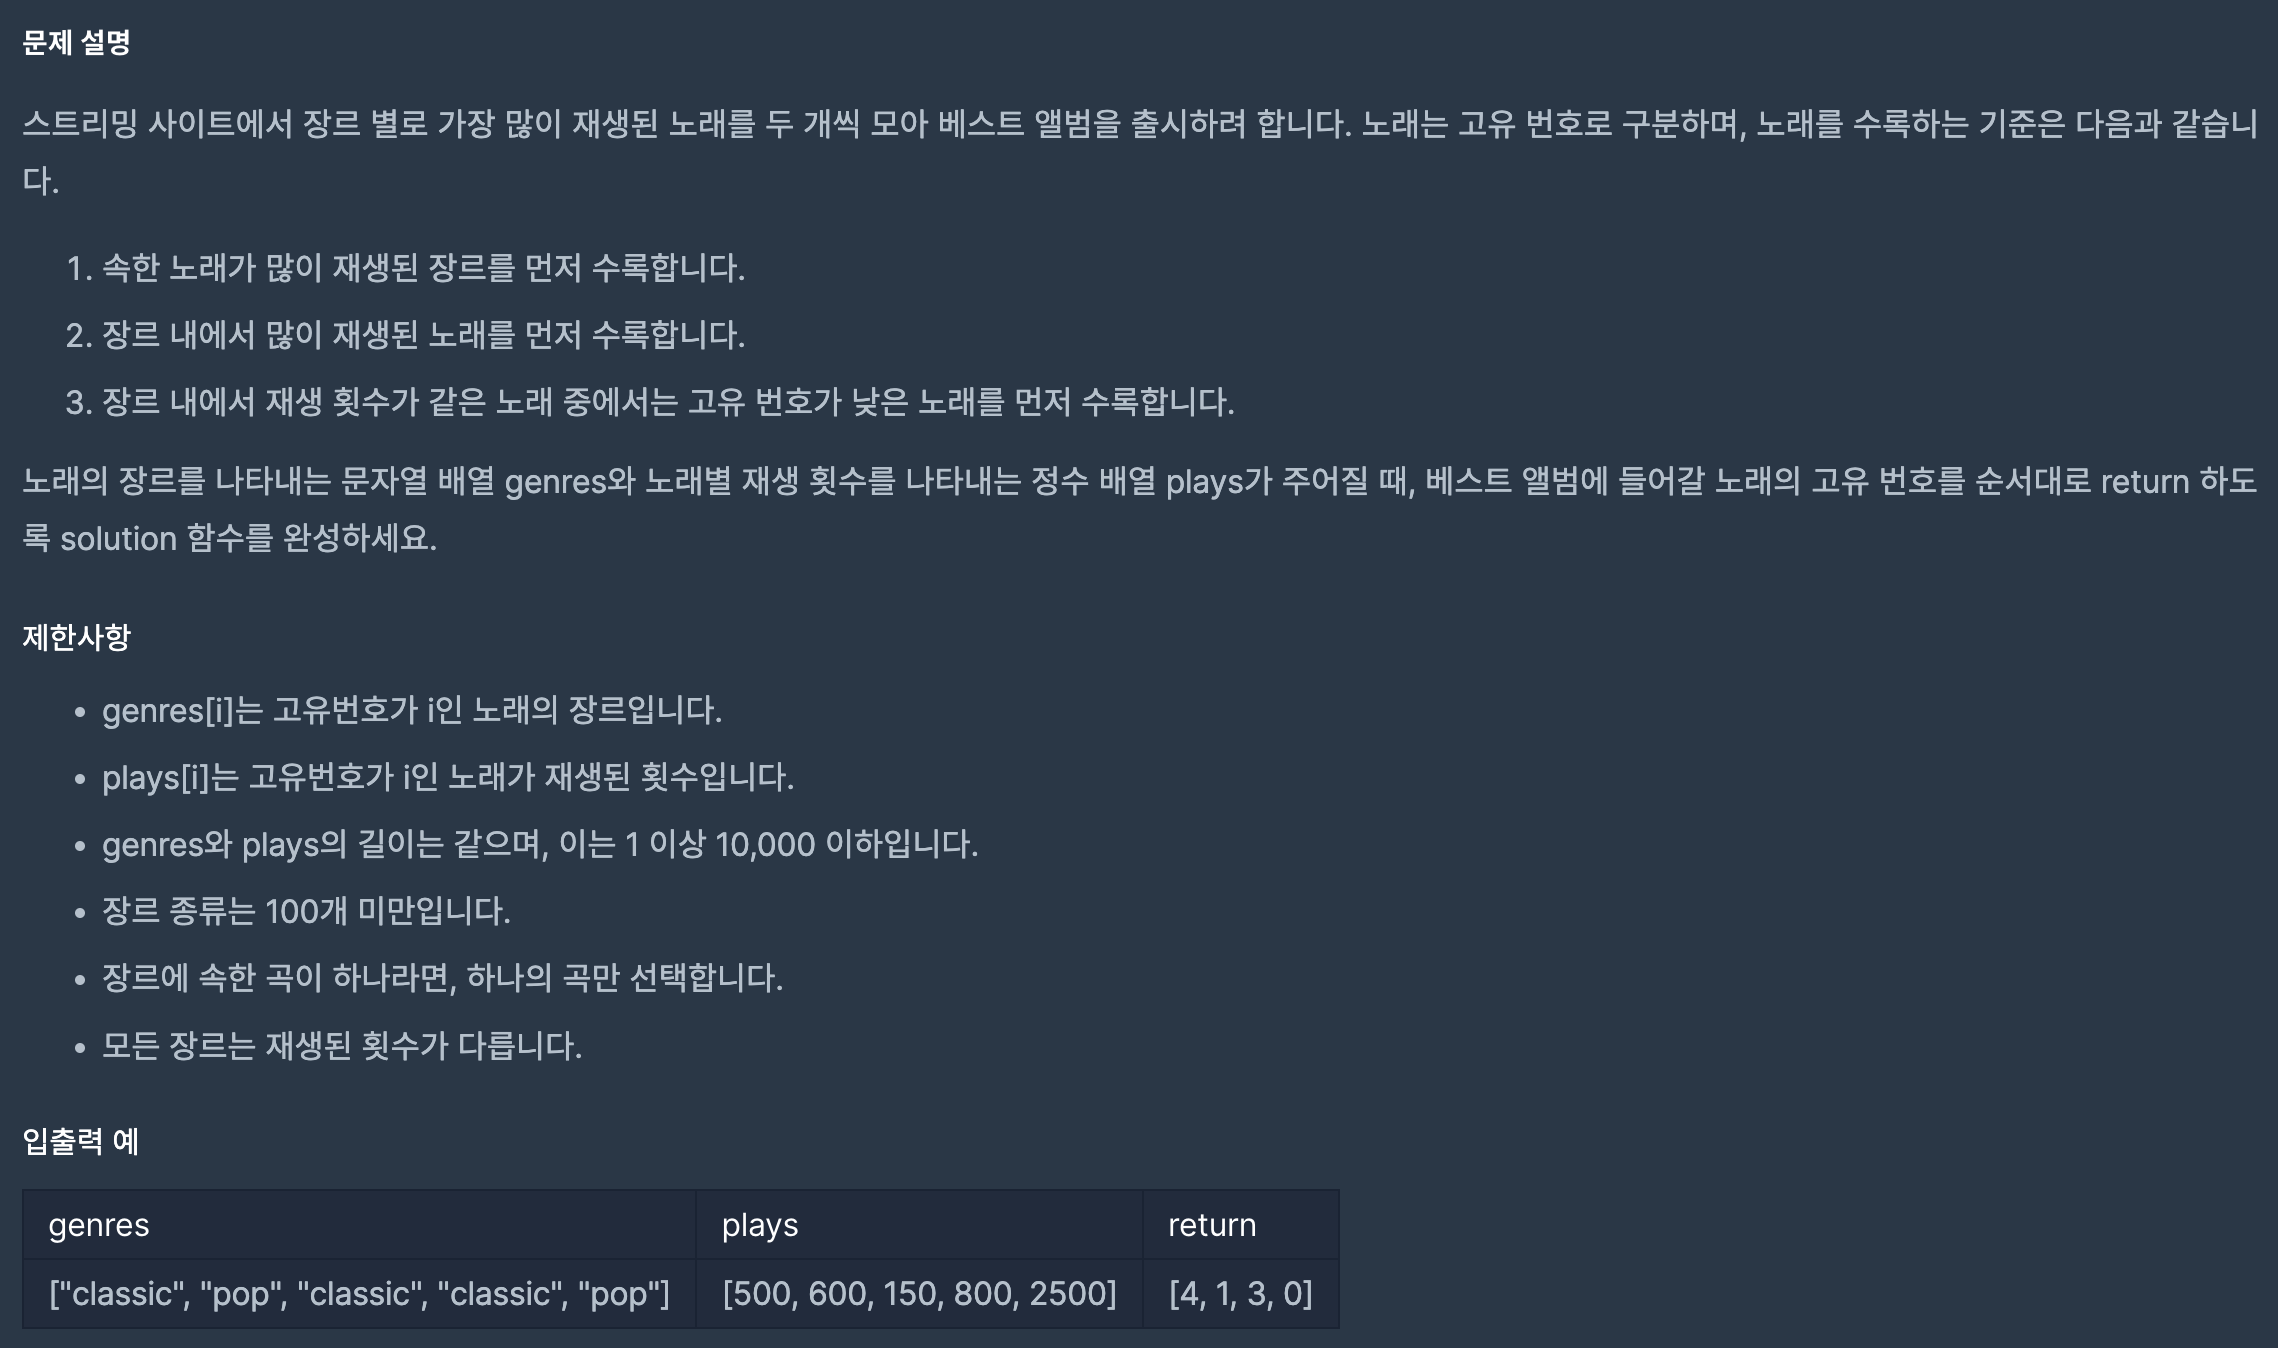 문제 설명
스트리밍 사이트에서 장르 별로 가장 많이 재생된 노래를 두 개씩 모아 베스트 앨범을 출시하려 합니다. 노래는 고유 번호로 구분하며, 노래를 수록하는 기준은 다음과 같습니
다.
1. 속한 노래가 많이 재생된 장르를 먼저 수록합니다.
2. 장르 내에서 많이 재생된 노래를 먼저 수록합니다.
3. 장르 내에서 재생 횟수가 같은 노래 중에서는 고유 번호가 낮은 노래를 먼저 수록합니다.
노래의 장르를 나타내는 문자열 배열 genres와 노래별 재생 횟수를 나타내는 정수 배열 plays가 주어질 때, 베스트 앨범에 들어갈 노래의 고유 번호를 순서대로 return 하도
록 solution 함수를 완성하세요.
제한사항
• genres[i]는 고유번호가 i인 노래의 장르입니다.
• plays[i]는 고유번호가 i인 노래가 재생된 횟수입니다.
• genres와 plays의 길이는 같으며, 이는 1 이상 10,000 이하입니다.
• 장르 종류는 100개 미만입니다.
• 장르에 속한 곡이 하나라면, 하나의 곡만 선택합니다.
• 모든 장르는 재생된 횟수가 다릅니다.
입출력 예
genres plays return
["classic", "pop", "classic", "classic", "pop"] [500, 600, 150, 800, 2500] [4, 1, 3, 0]